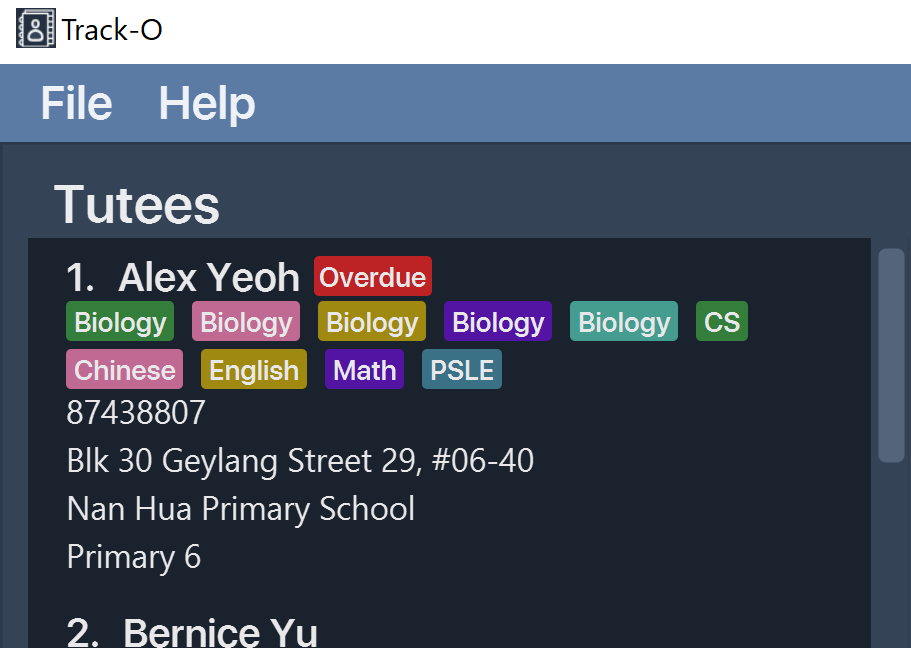 Track-O
File Help
Tutees
1. Alex Yeoh Overdue
Biology Biology Biology Biology Biology CS
Chinese English Math PSLE
87438807
Blk 30 Geylang Street 29, #06-40
Nan Hua Primary School
Primary 6
2. Bernice Yu